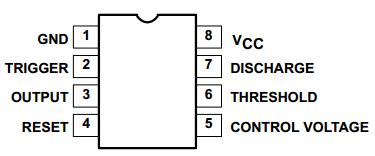 GND 1 8 VCC
TRIGGER 2 7 DISCHARGE
OUTPUT 3 6 THRESHOLD
RESET 4 5 CONTROL VOLTAGE